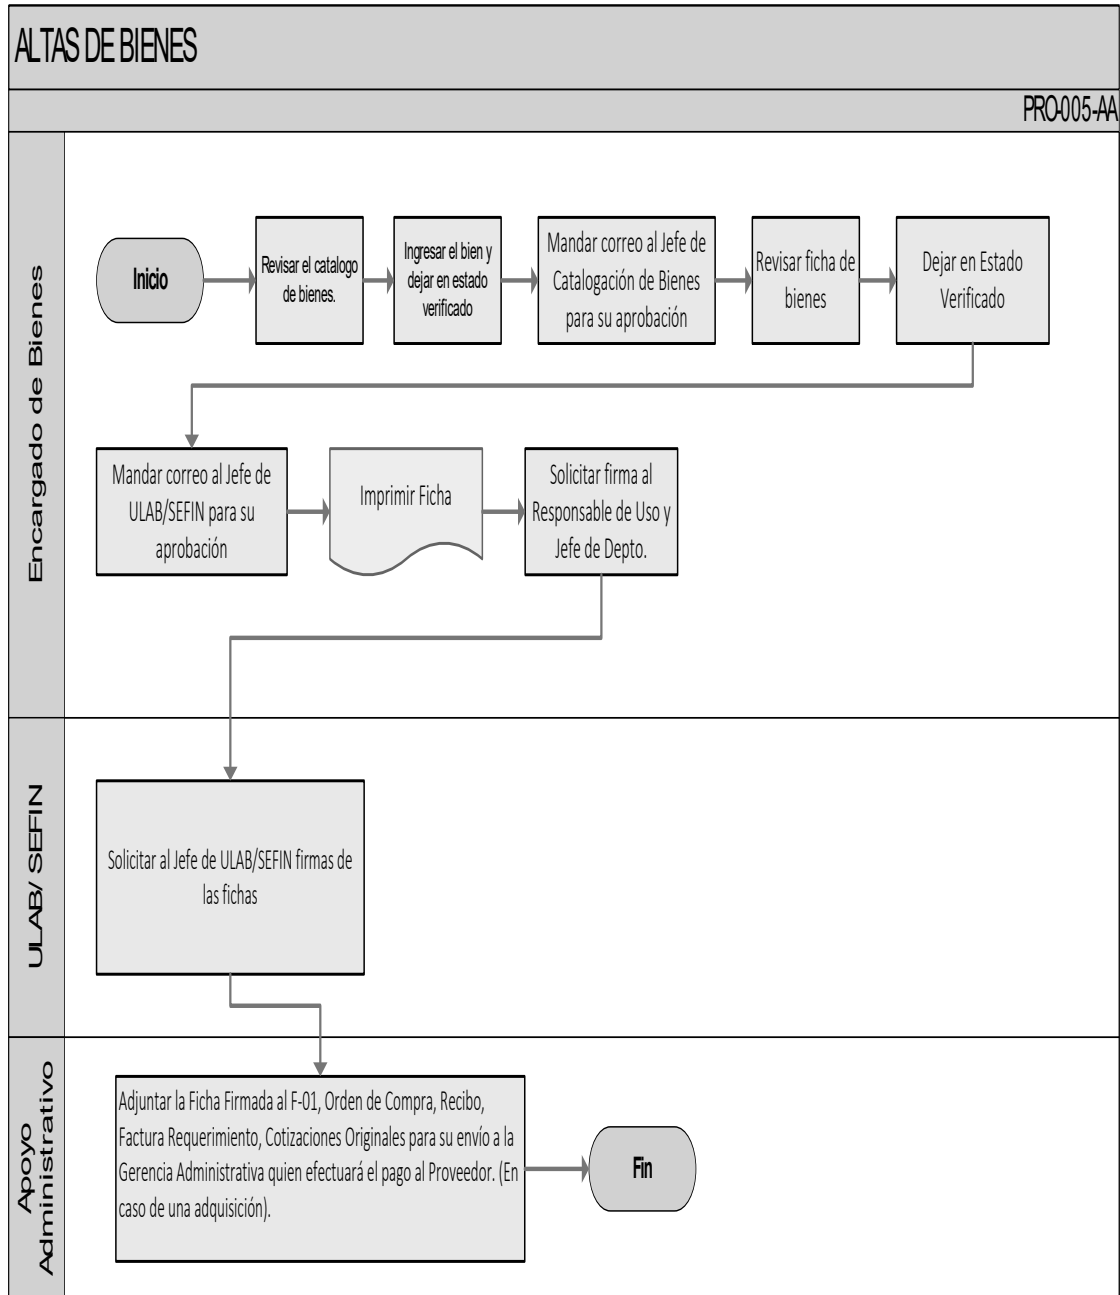 ALTAS DE BIENES
PRO-005-AA
Encargado de Bienes
Inicio
Revisar el catalogo
de bienes.
Ingresar el bien y
dejar en estado
verificado
Mandar correo al Jefe de
Catalogación de Bienes
para su aprobación
Revisar ficha de
bienes
Dejar en Estado
Verificado
Mandar correo al Jefe de
ULAB/SEFIN para su
aprobación
Imprimir Ficha
Solicitar firma al
Responsable de Uso y
Jefe de Depto.
ULAB/ SEFIN
Solicitar al Jefe de ULAB/SEFIN firmas de
las fichas
Apoyo
Administrativo
Adjuntar la Ficha Firmada al F-01, Orden de Compra, Recibo,
Factura Requerimiento, Cotizaciones Originales para su envío a la
Gerencia Administrativa quien efectuará el pago al Proveedor. (En
caso de una adquisición).
Fin